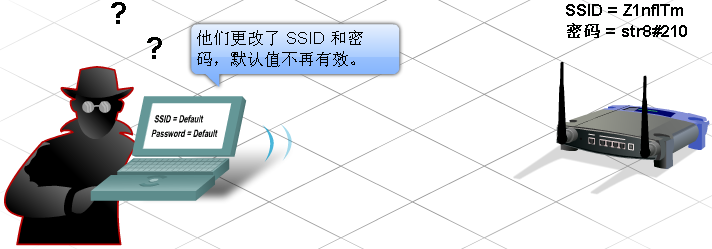 ?
?
他们更改了 SSID 和密
码，默认值不再有效。
SSID = Default
Password = Default
SSID = Z1nflTm
密码 = str8#210